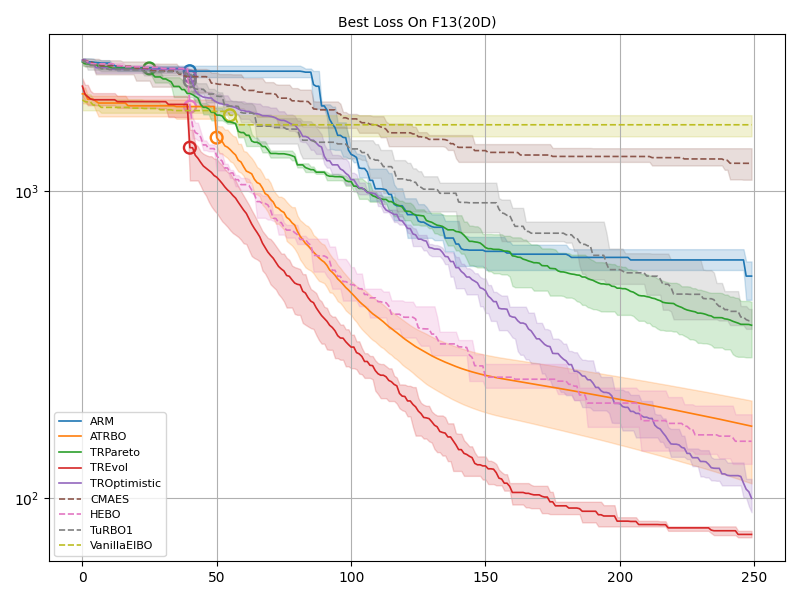 Best Loss On F13(20D)
10³
10²
ARM
ATRBO
TRPareto
TREvol
TROptimistic
CMAES
HEBO
TuRBO1
VanillaEIBO
0 50 100 150 200 250